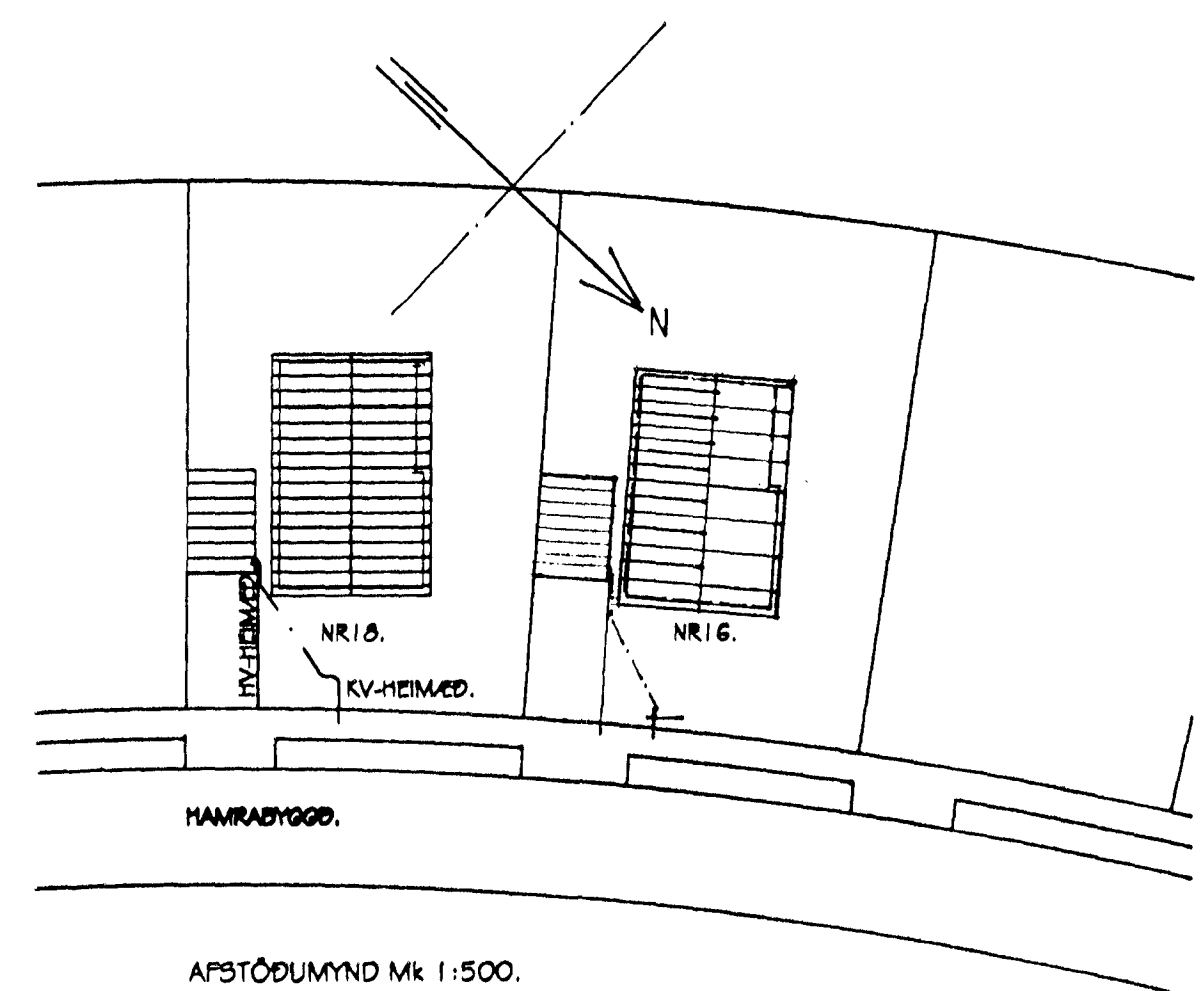 N
NR18.
NR16.
HV-HEIMÆÐ.
KV-HEIMÆÐ.
HAMRABYGGÐ.
AFSTÖÐUMYND Mk 1:500.